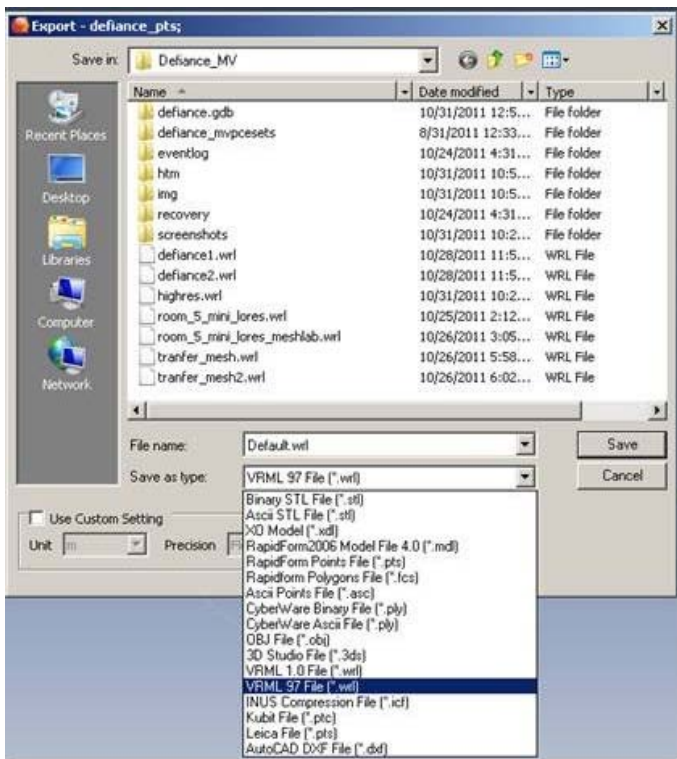 Export - defiance_pts;
Save in: Defiance_MV
Name Date modified Type
defiance.gdb 10/31/2011 12:5... File folder
defiance_mvpcesets 8/31/2011 12:33... File folder
eventlog 10/24/2011 4:31... File folder
htm 10/31/2011 10:5... File folder
img 10/31/2011 10:5... File folder
recovery 10/24/2011 4:31... File folder
screenshots 10/31/2011 10:2... File folder
defiance1.wrl 10/28/2011 11:5... WRL File
defiance2.wrl 10/28/2011 11:5... WRL File
highres.wrl 10/31/2011 10:2... WRL File
room_5_mini_lores.wrl 10/25/2011 2:12... WRL File
room_5_mini_lores_meshlab.wrl 10/26/2011 3:05... WRL File
tranfer_mesh.wrl 10/26/2011 5:58... WRL File
tranfer_mesh2.wrl 10/26/2011 6:02... WRL File
Recent Places
Desktop
Libraries
Computer
Network
File name: Default.wrl Save
Save as type: VRML 97 File (*.wrl) Cancel
Use Custom Setting
Unit m Precision
Binary STL File (*.stl)
Ascii STL File (*.stl)
XO Model (*.xdl)
RapidForm2006 Model File 4.0 (*.mdl)
RapidForm Points File (*.pts)
Rapidform Polygons File (*.fcs)
Ascii Points File (*.asc)
CyberWare Binary File (*.ply)
CyberWare Ascii File (*.ply)
OBJ File (*.obj)
3D Studio File (*.3ds)
VRML 1.0 File (*.wrl)
VRML 97 File (*.wrl)
INUS Compression File (*.icf)
Kubit File (*.ptc)
Leica File (*.pts)
AutoCAD DXF File (*.dxf)